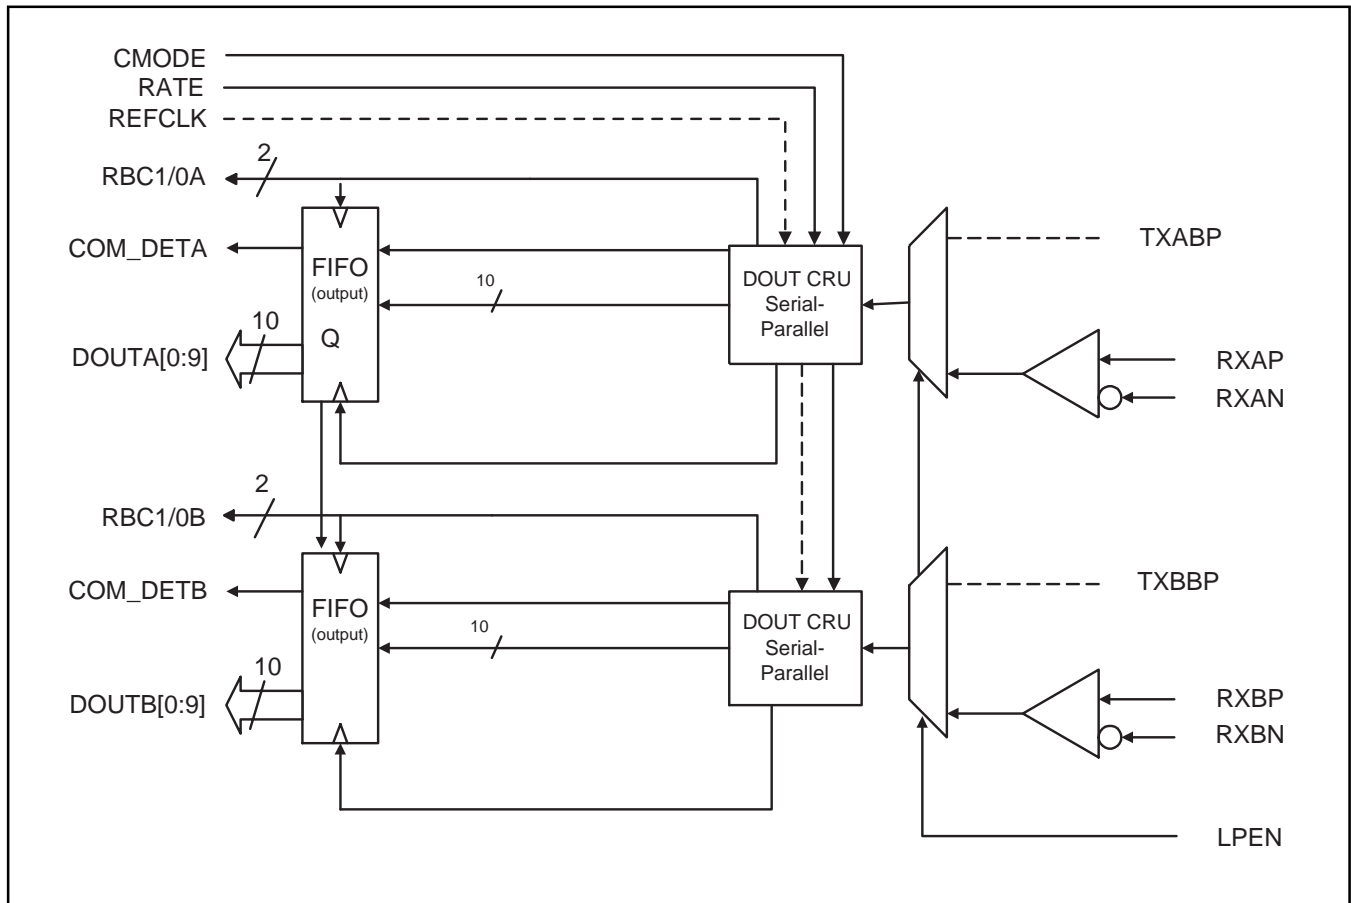 CMODE
RATE
REFCLK
RBC1/0A
2
COM_DETA
FIFO
(output)
Q
10
DOUTA[0:9]
10
DOUT CRU
Serial-
Parallel
TXABP
RXAP
RXAN
RBC1/0B
2
COM_DETB
FIFO
(output)
10
DOUTB[0:9]
10
DOUT CRU
Serial-
Parallel
TXBBP
RXBP
RXBN
LPEN